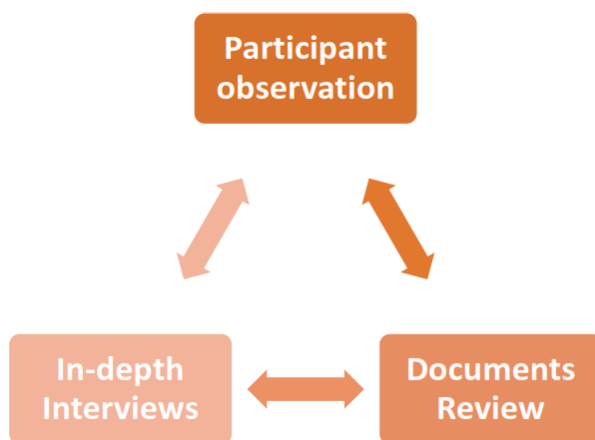 Participant
observation
In-depth
Interviews
Documents
Review